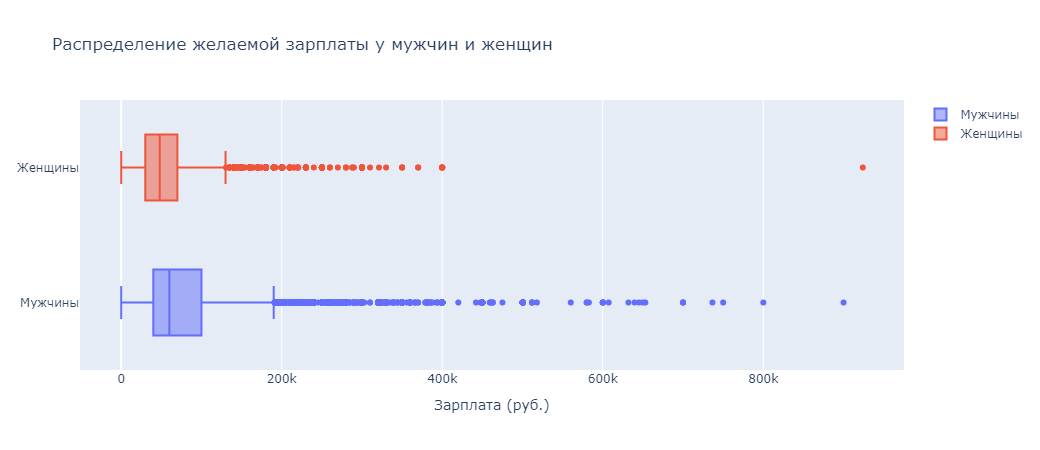 Распределение желаемой зарплаты у мужчин и женщин
Мужчины
Женщины
Женщины
Мужчины
0 200k 400k 600k 800k
Зарплата (руб.)